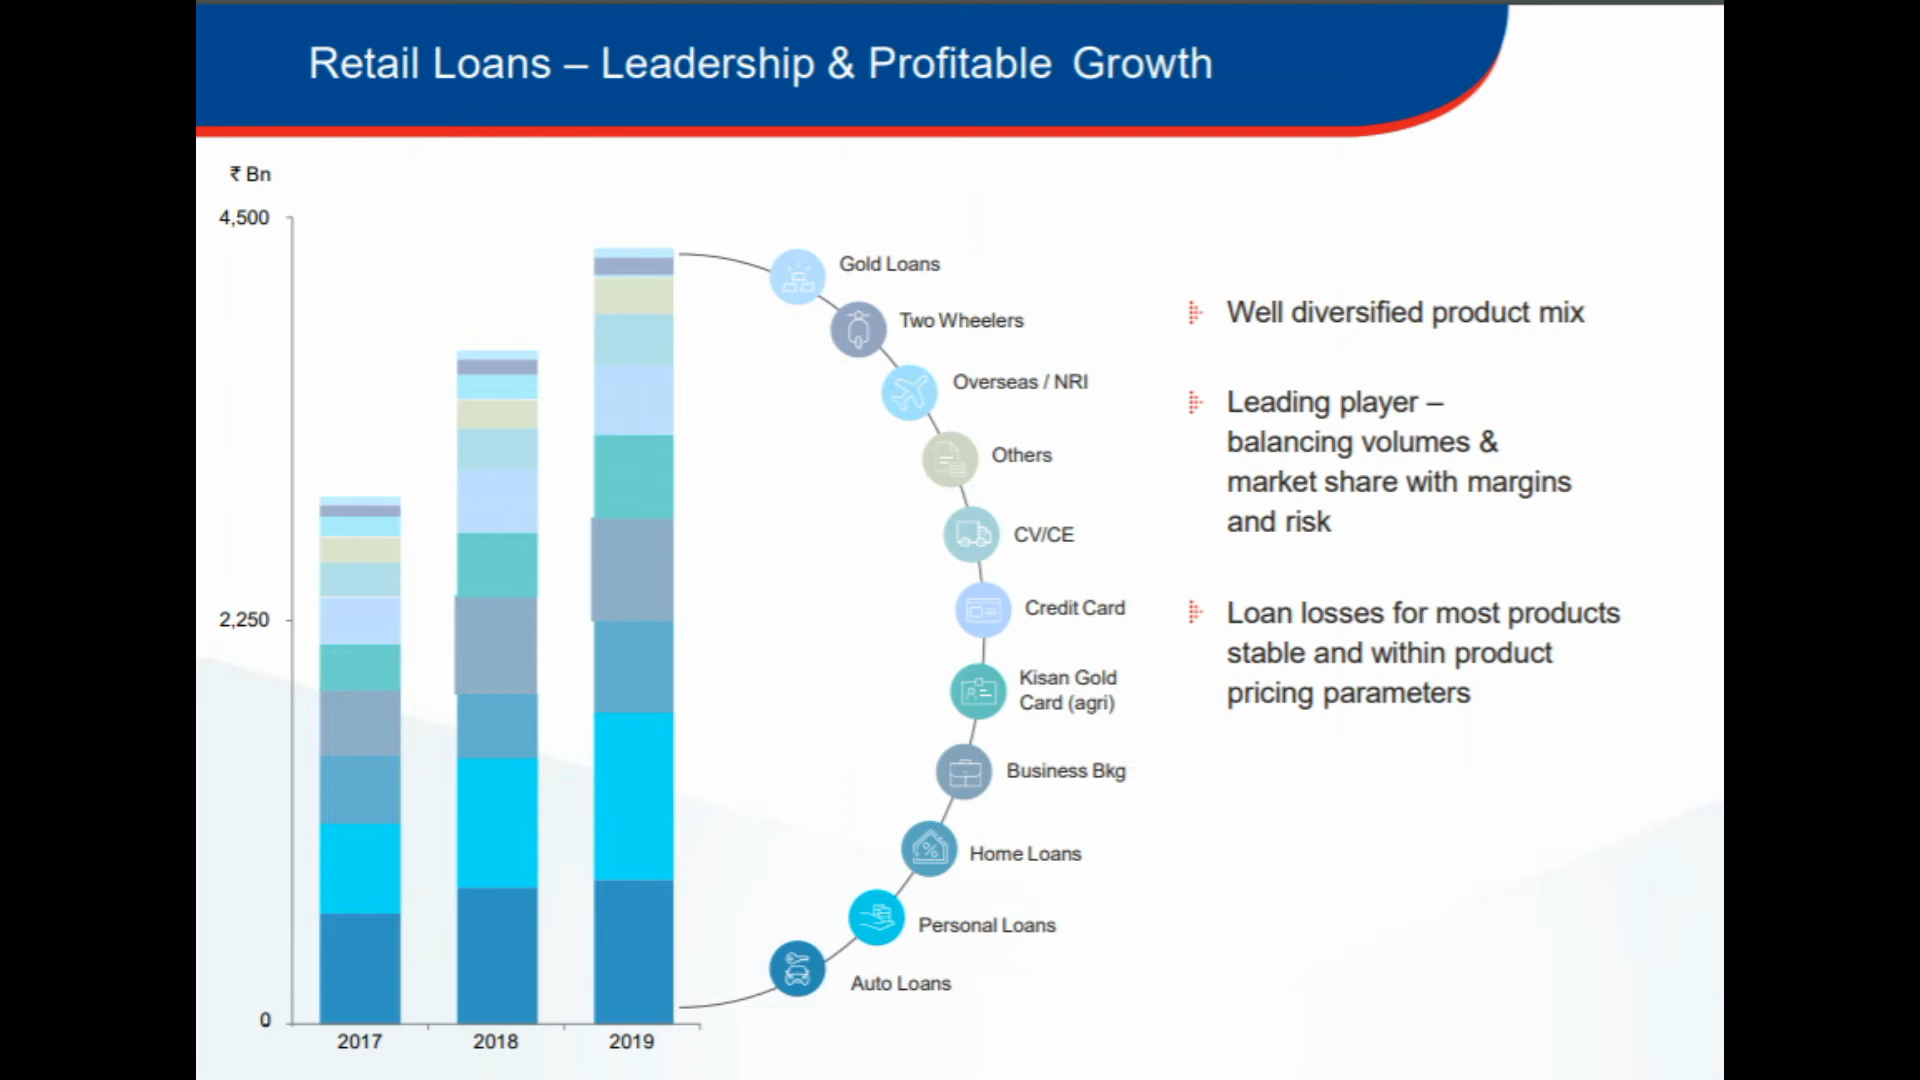 Retail Loans – Leadership & Profitable Growth
₹ Bn
4,500
2,250
0
2017
2018
2019
Gold Loans
Two Wheelers
Overseas / NRI
Others
CV/CE
Credit Card
Kisan Gold
Card (agri)
Business Bkg
Home Loans
Personal Loans
Auto Loans
Well diversified product mix
Leading player –
balancing volumes &
market share with margins
and risk
Loan losses for most products
stable and within product
pricing parameters